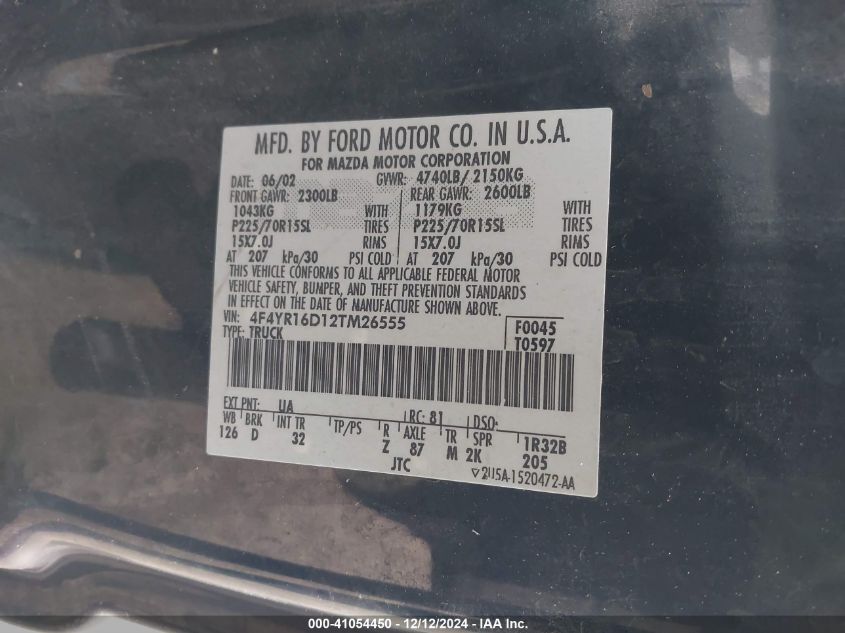 MFD. BY FORD MOTOR CO. IN U.S.A.
FOR MAZDA MOTOR CORPORATION
DATE: 06/02 GVWR: 4740LB/ 2150KG
FRONT GAWR: 2300LB REAR GAWR: 2600LB
1043KG WITH 1179KG WITH
P225/70R15SL TIRES P225/70R15SL TIRES
15X7.0J RIMS 15X7.0J RIMS
AT 207 kPa/30 PSI COLD AT 207 kPa/30 PSI COLD
THIS VEHICLE CONFORMS TO ALL APPLICABLE FEDERAL MOTOR
VEHICLE SAFETY, BUMPER, AND THEFT PREVENTION STANDARDS
IN EFFECT ON THE DATE OF MANUFACTURE SHOWN ABOVE.
VIN: 4F4YR16D12TM26555 F0045
TYPE: TRUCK T0597
EXT PNT: UA RC: 81 DSO:
WB BRK INT TR TP/PS R AXLE TR SPR 1R32B
126 D 32 Z 87 M 2K 205
JTC 2U5A-1520472-AA
000-41054450 - 12/12/2024 - IAA Inc.